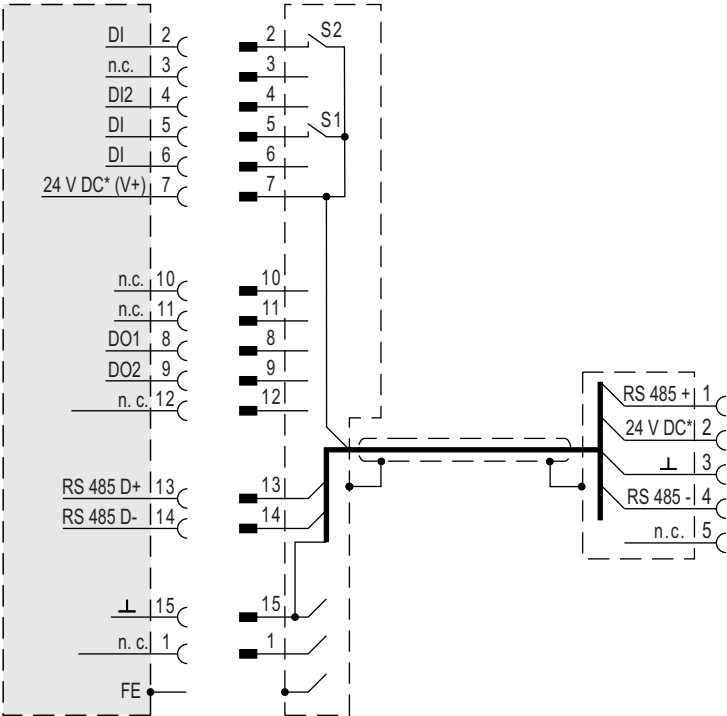 DI 2 2 S2
n.c. 3 3
DI2 4 4
DI 5 5 S1
DI 6 6
24 V DC* (V+) 7 7
n.c. 10 10
n.c. 11 11
DO1 8 8
DO2 9 9
n. c. 12 12
RS 485 + 1
24 V DC* 2
⊥ 3
RS 485 - 4
n.c. 5
RS 485 D+ 13 13
RS 485 D- 14 14
⊥ 15 15
n. c. 1 1
FE